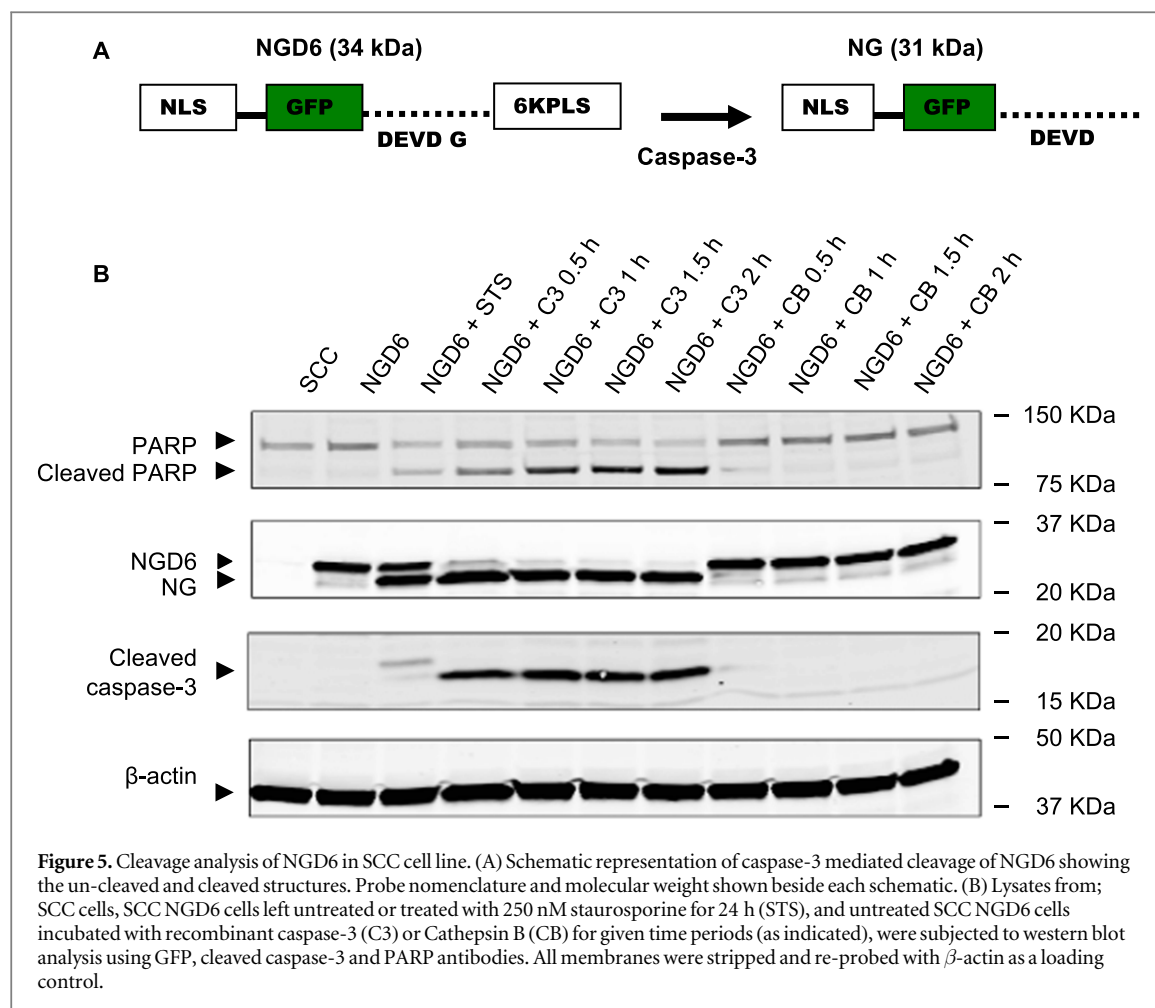 A
NGD6 (34 kDa)
NG (31 kDa)
NLS
GFP
DEVD G
6KPLS
Caspase-3
NLS
GFP
DEVD
B
SCC
NGD6
NGD6 + STS
NGD6 + C3 0.5 h
NGD6 + C3 1 h
NGD6 + C3 1.5 h
NGD6 + C3 2 h
NGD6 + CB 0.5 h
NGD6 + CB 1 h
NGD6 + CB 1.5 h
NGD6 + CB 2 h
PARP
Cleaved PARP
150 KDa
75 KDa
NGD6
NG
37 KDa
20 KDa
Cleaved
caspase-3
20 KDa
15 KDa
β-actin
50 KDa
37 KDa
Figure 5. Cleavage analysis of NGD6 in SCC cell line. (A) Schematic representation of caspase-3 mediated cleavage of NGD6 showing
the un-cleaved and cleaved structures. Probe nomenclature and molecular weight shown beside each schematic. (B) Lysates from;
SCC cells, SCC NGD6 cells left untreated or treated with 250 nM staurosporine for 24 h (STS), and untreated SCC NGD6 cells
incubated with recombinant caspase-3 (C3) or Cathepsin B (CB) for given time periods (as indicated), were subjected to western blot
analysis using GFP, cleaved caspase-3 and PARP antibodies. All membranes were stripped and re-probed with β-actin as a loading
control.